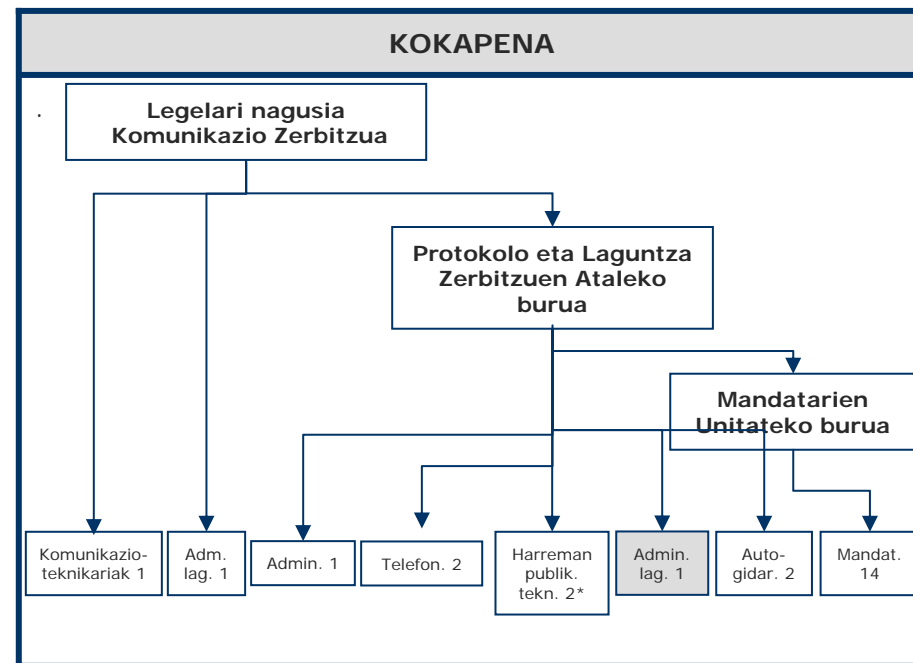 KOKAPENA
.
Legelari nagusia
Komunikazio Zerbitzua
Protokolo eta Laguntza
Zerbitzuen Ataleko
burua
Mandatarien
Unitateko burua
Komunikazio-
teknikariak 1
Adm.
lag. 1
Admin. 1
Telefon. 2
Harreman
publik.
tekn. 2*
Admin.
lag. 1
Auto-
gidar. 2
Mandat.
14